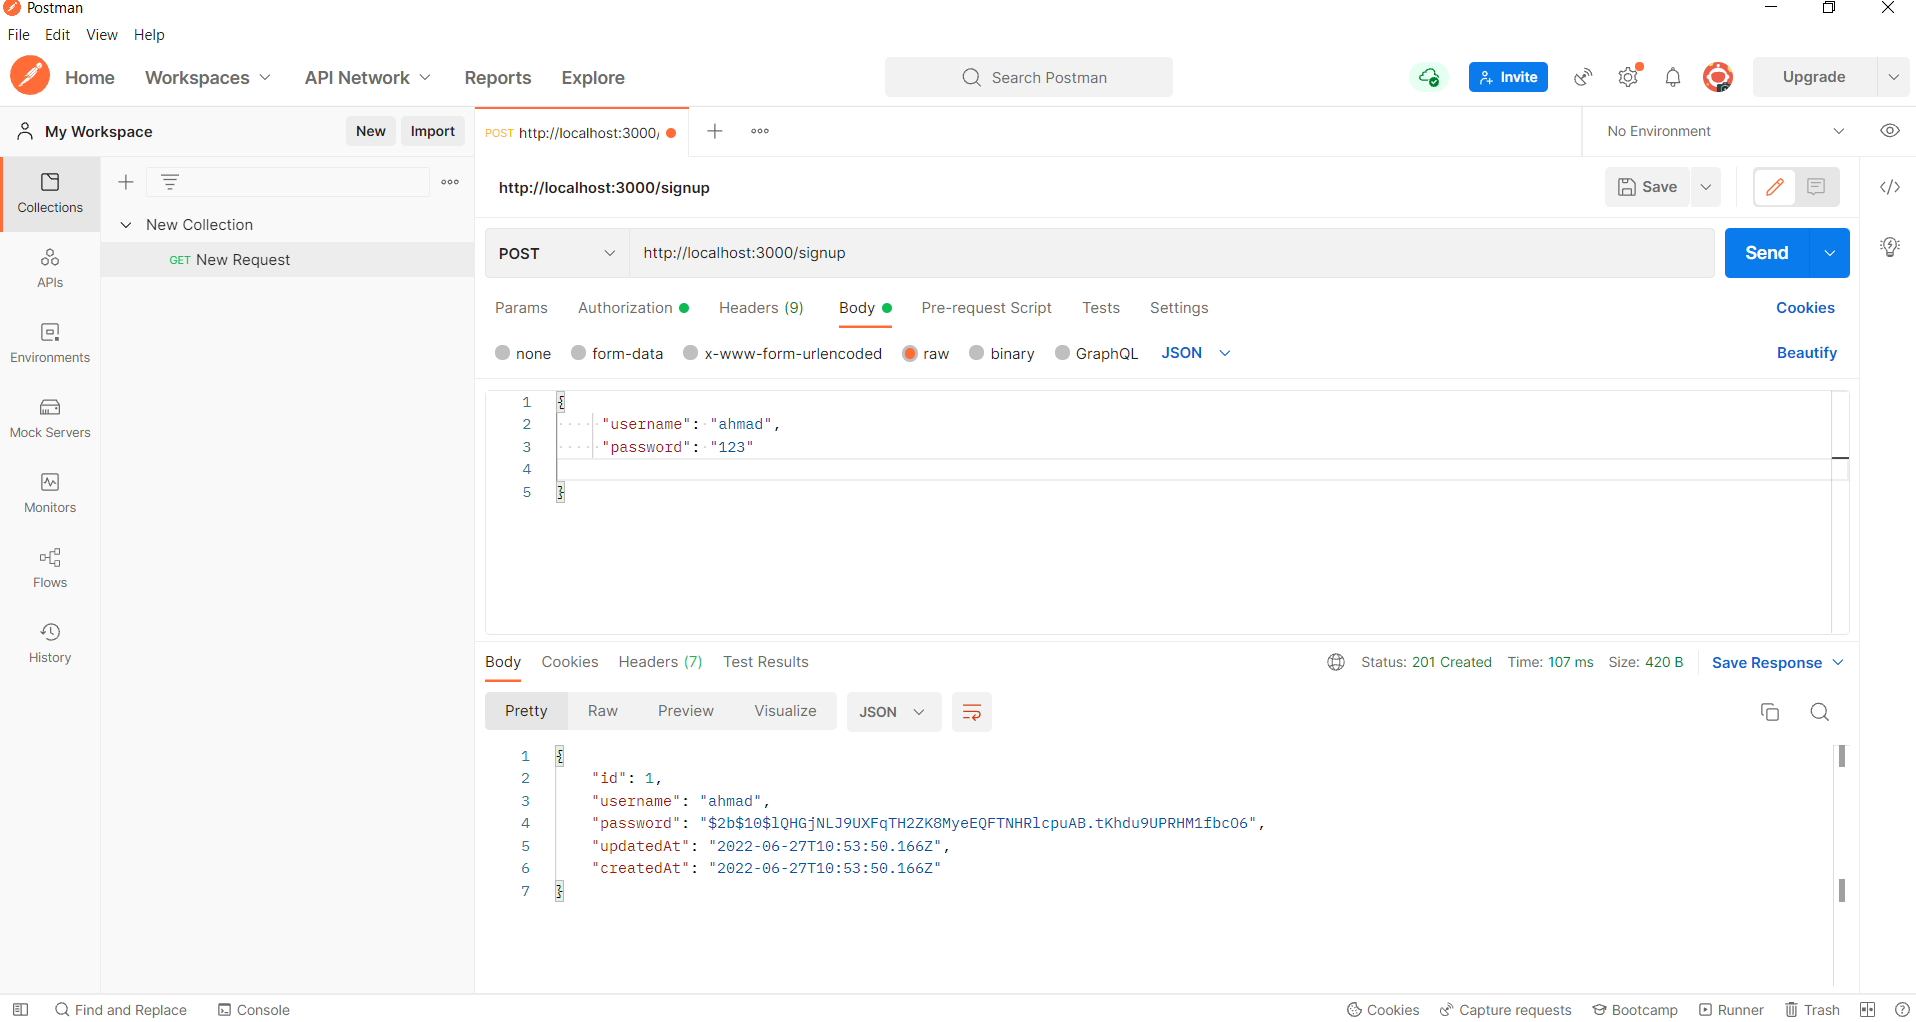 Postman
File Edit View Help
Home Workspaces API Network Reports Explore Search Postman Invite Upgrade
My Workspace New Import POST http://localhost:3000/ No Environment
http://localhost:3000/signup Save
Collections
New Collection
GET New Request
POST http://localhost:3000/signup Send
APIs
Params Authorization Headers (9) Body Pre-request Script Tests Settings Cookies
Environments
none form-data x-www-form-urlencoded raw binary GraphQL JSON Beautify
Mock Servers
1 {
2 "username": "ahmad",
3 "password": "123"
4
5 }
Monitors
Flows
History
Body Cookies Headers (7) Test Results Status: 201 Created Time: 107 ms Size: 420 B Save Response
Pretty Raw Preview Visualize JSON
1 {
2 "id": 1,
3 "username": "ahmad",
4 "password": "$2b$10$lQHGjNLJ9UXFqTH2ZK8MyeEQFTNHRlcpuAB.tKhdu9UPRHM1fbcO6",
5 "updatedAt": "2022-06-27T10:53:50.166Z",
6 "createdAt": "2022-06-27T10:53:50.166Z"
7 }
Find and Replace Console Cookies Capture requests Bootcamp Runner Trash